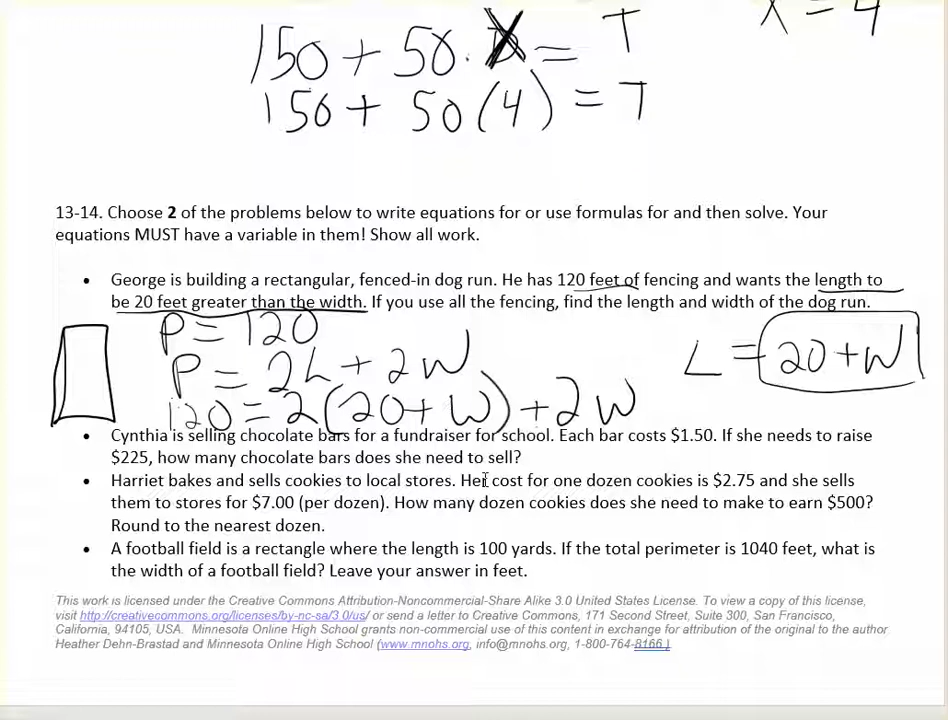 X = 4
150 + 50 · X = T
150 + 50 (4) = T
13-14. Choose 2 of the problems below to write equations for or use formulas for and then solve. Your
equations MUST have a variable in them! Show all work.
• George is building a rectangular, fenced-in dog run. He has 120 feet of fencing and wants the length to
be 20 feet greater than the width. If you use all the fencing, find the length and width of the dog run.
P = 120
P = 2L + 2W
L = 20 + W
120 = 2(20 + W) + 2W
• Cynthia is selling chocolate bars for a fundraiser for school. Each bar costs $1.50. If she needs to raise
$225, how many chocolate bars does she need to sell?
• Harriet bakes and sells cookies to local stores. Her cost for one dozen cookies is $2.75 and she sells
them to stores for $7.00 (per dozen). How many dozen cookies does she need to make to earn $500?
Round to the nearest dozen.
• A football field is a rectangle where the length is 100 yards. If the total perimeter is 1040 feet, what is
the width of a football field? Leave your answer in feet.
This work is licensed under the Creative Commons Attribution-Noncommercial-Share Alike 3.0 United States License. To view a copy of this license,
visit http://creativecommons.org/licenses/by-nc-sa/3.0/us/ or send a letter to Creative Commons, 171 Second Street, Suite 300, San Francisco,
California, 94105, USA. Minnesota Online High School grants non-commercial use of this content in exchange for attribution of the original to the author
Heather Dehn-Brastad and Minnesota Online High School (www.mnohs.org, info@mnohs.org, 1-800-764-8166.)